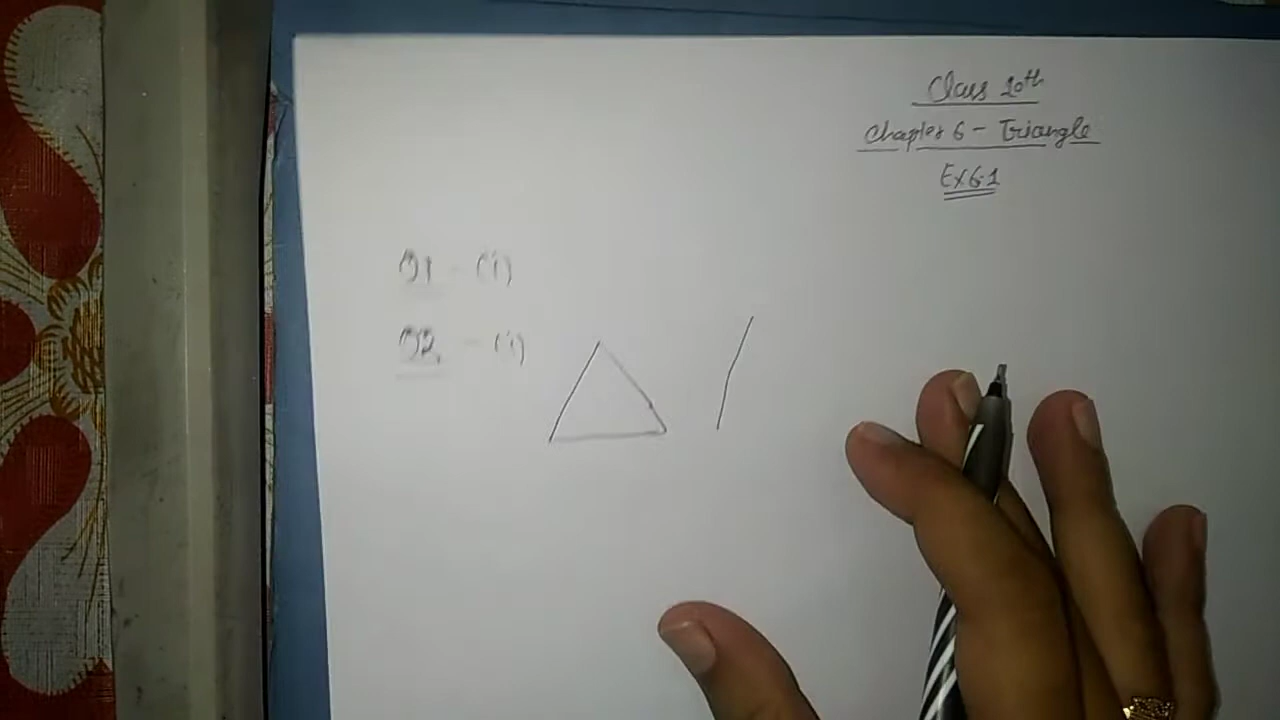 Class 10th
Chapter 6 - Triangle
Ex 6.1
Q1 - (i)
Q2 - (i)